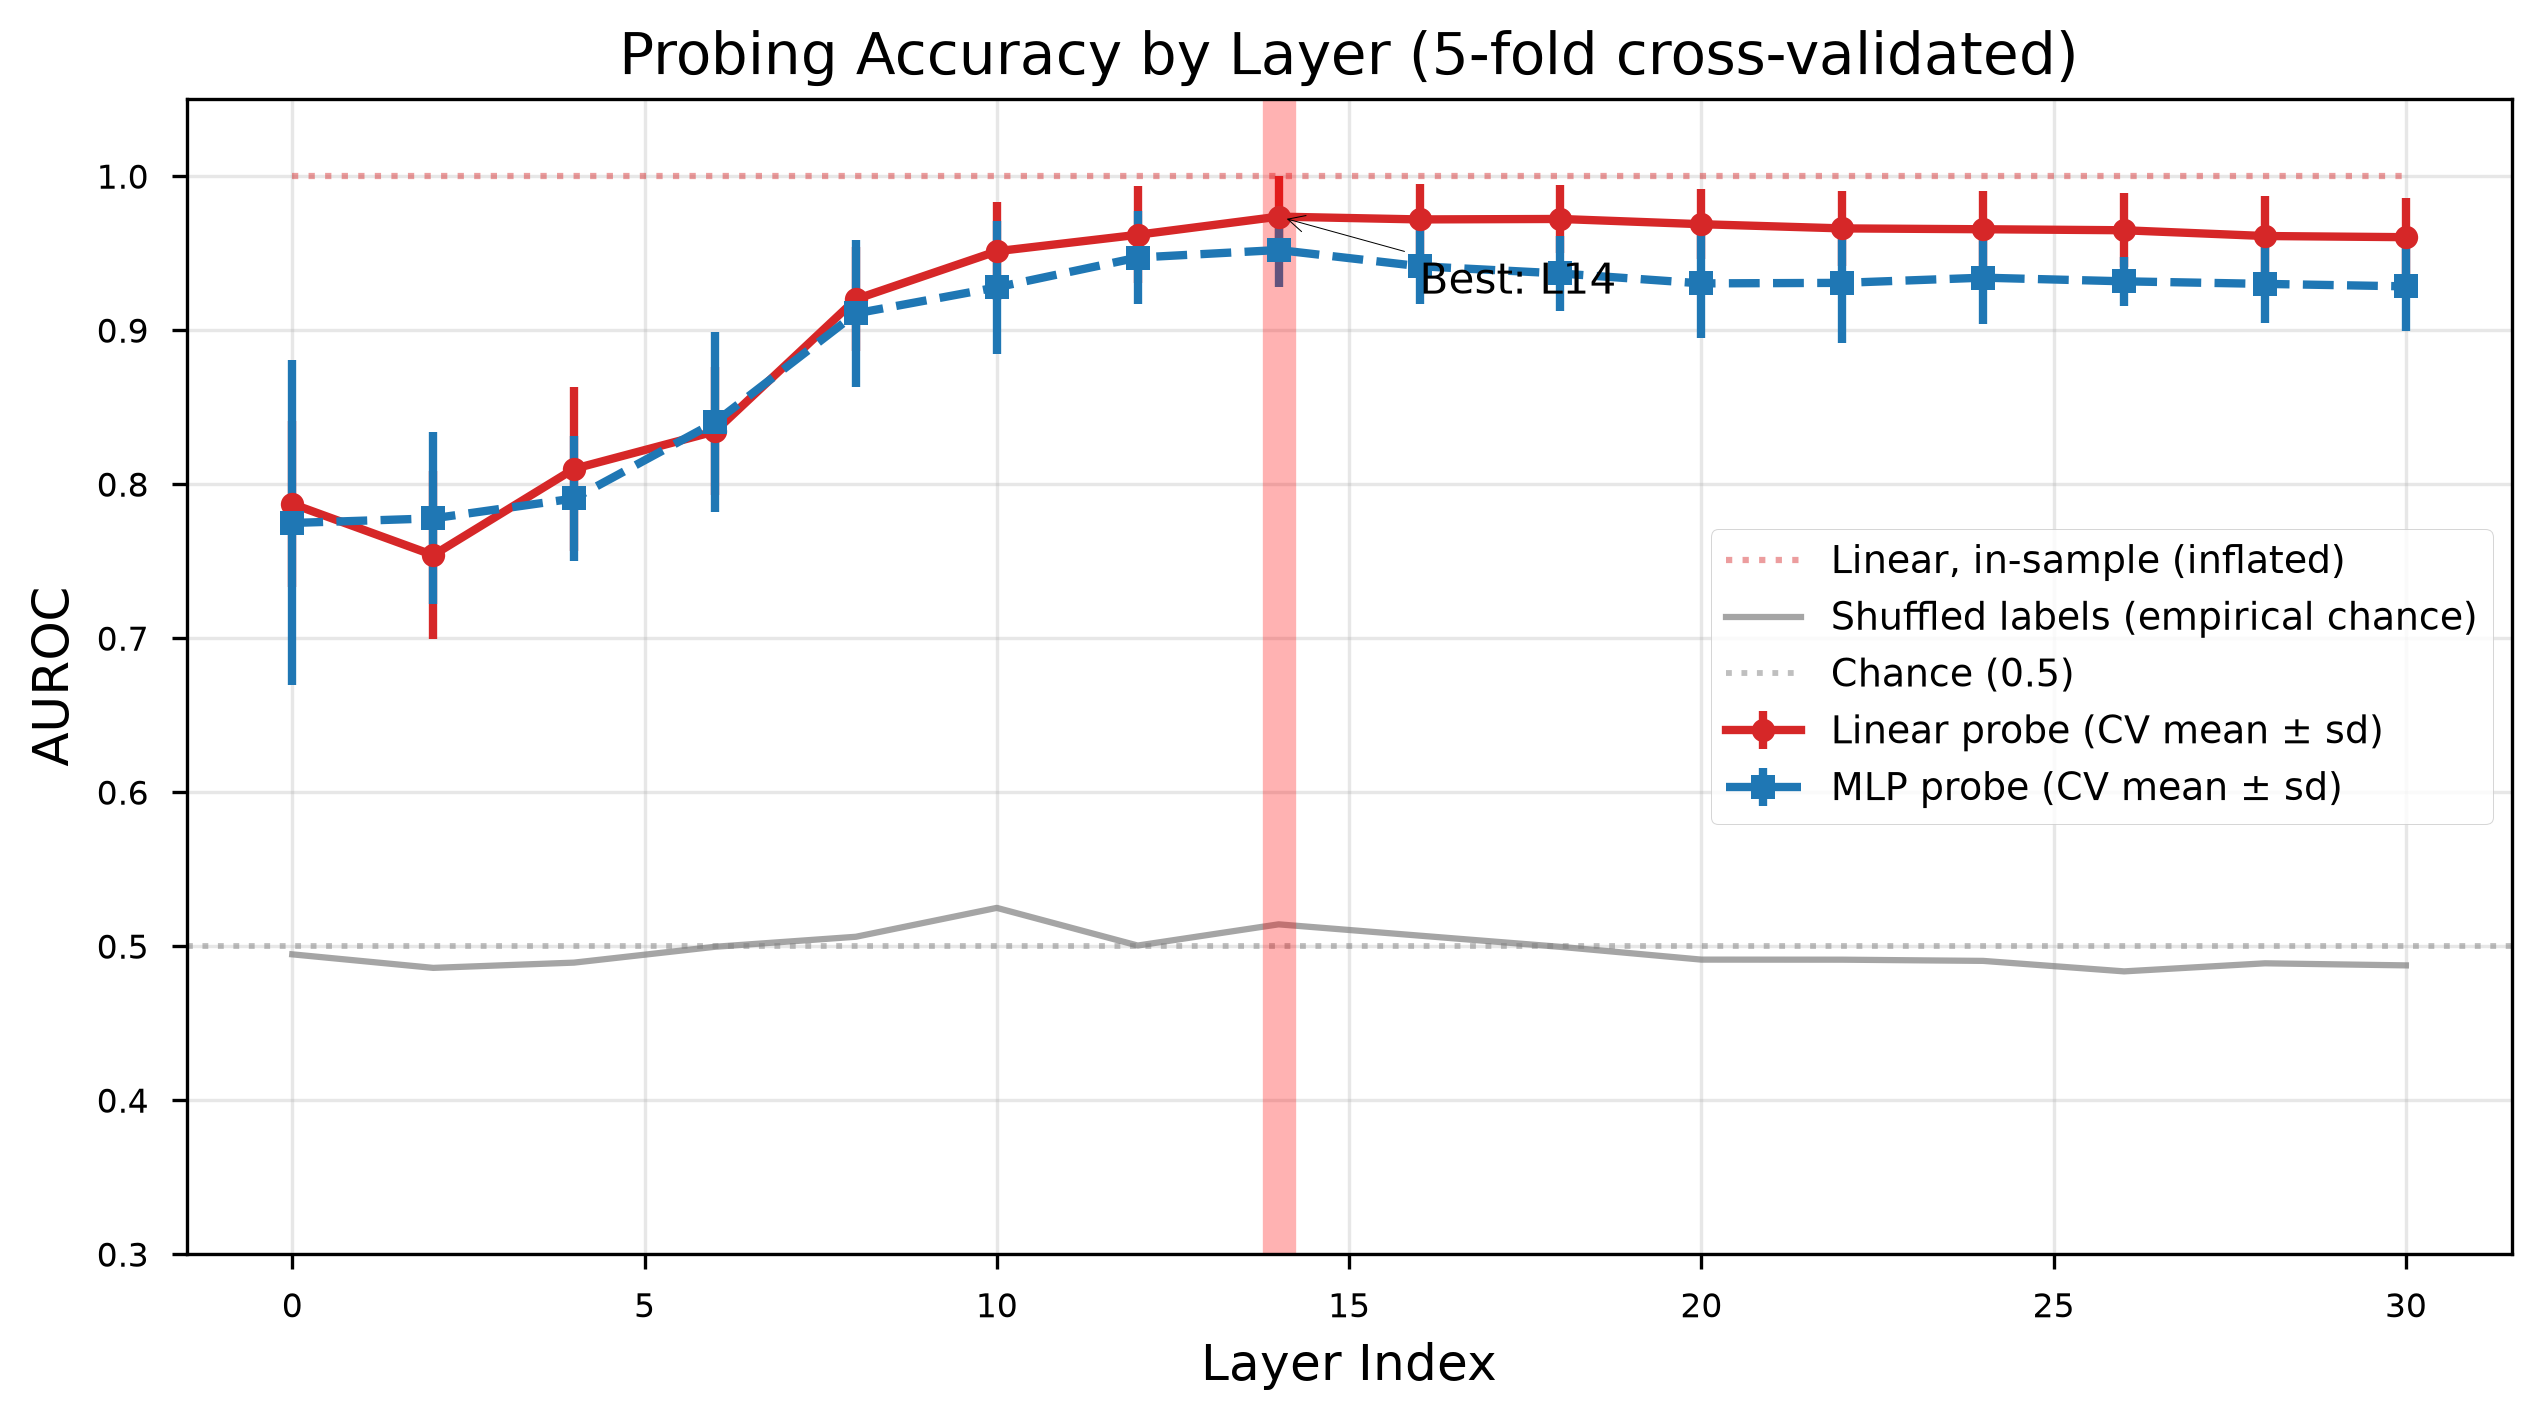 Probing Accuracy by Layer (5-fold cross-validated)
AUROC
1.0
0.9
0.8
0.7
0.6
0.5
0.4
0.3
Best: L14
Linear, in-sample (inflated)
Shuffled labels (empirical chance)
Chance (0.5)
Linear probe (CV mean ± sd)
MLP probe (CV mean ± sd)
0 5 10 15 20 25 30
Layer Index